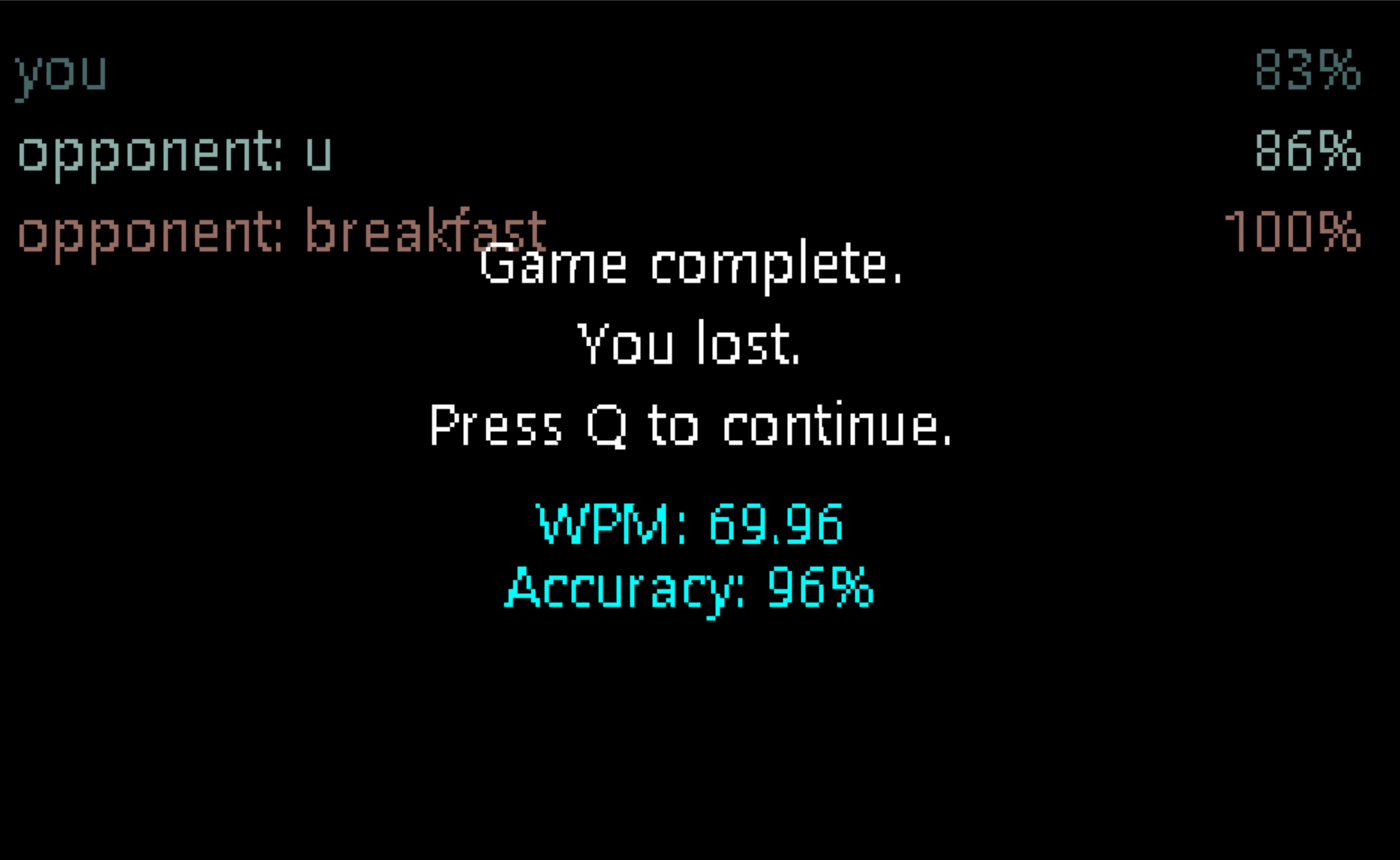 you 83%
opponent: u 86%
opponent: breakfast 100%
Game complete.
You lost.
Press Q to continue.
WPM: 69.96
Accuracy: 96%